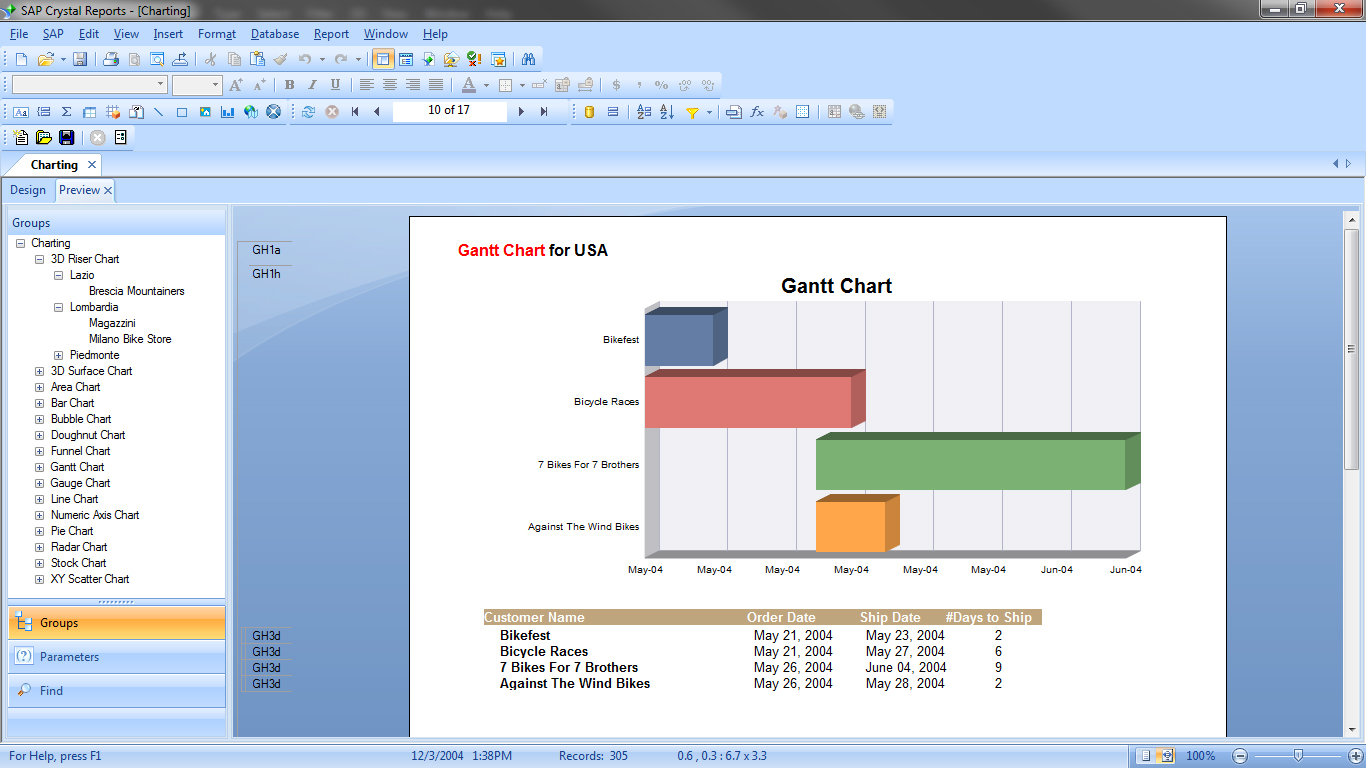 SAP Crystal Reports - [Charting]
File SAP Edit View Insert Format Database Report Window Help
B I U A $ , %
Aa Σ 10 of 17 fx
Charting
Design Preview
Groups
Charting
3D Riser Chart
Lazio
Brescia Mountaineers
Lombardia
Magazzini
Milano Bike Store
Piedmonte
3D Surface Chart
Area Chart
Bar Chart
Bubble Chart
Doughnut Chart
Funnel Chart
Gantt Chart
Gauge Chart
Line Chart
Numeric Axis Chart
Pie Chart
Radar Chart
Stock Chart
XY Scatter Chart
Groups
Parameters
Find
GH1a
GH1h
GH3d
GH3d
GH3d
GH3d
Gantt Chart for USA
Gantt Chart
Bikefest
Bicycle Races
7 Bikes For 7 Brothers
Against The Wind Bikes
May-04 May-04 May-04 May-04 May-04 May-04 Jun-04 Jun-04
Customer Name Order Date Ship Date #Days to Ship
Bikefest May 21, 2004 May 23, 2004 2
Bicycle Races May 21, 2004 May 27, 2004 6
7 Bikes For 7 Brothers May 26, 2004 June 04, 2004 9
Against The Wind Bikes May 26, 2004 May 28, 2004 2
For Help, press F1 12/3/2004 1:38PM Records: 305 0.6 , 0.3 : 6.7 x 3.3 100%